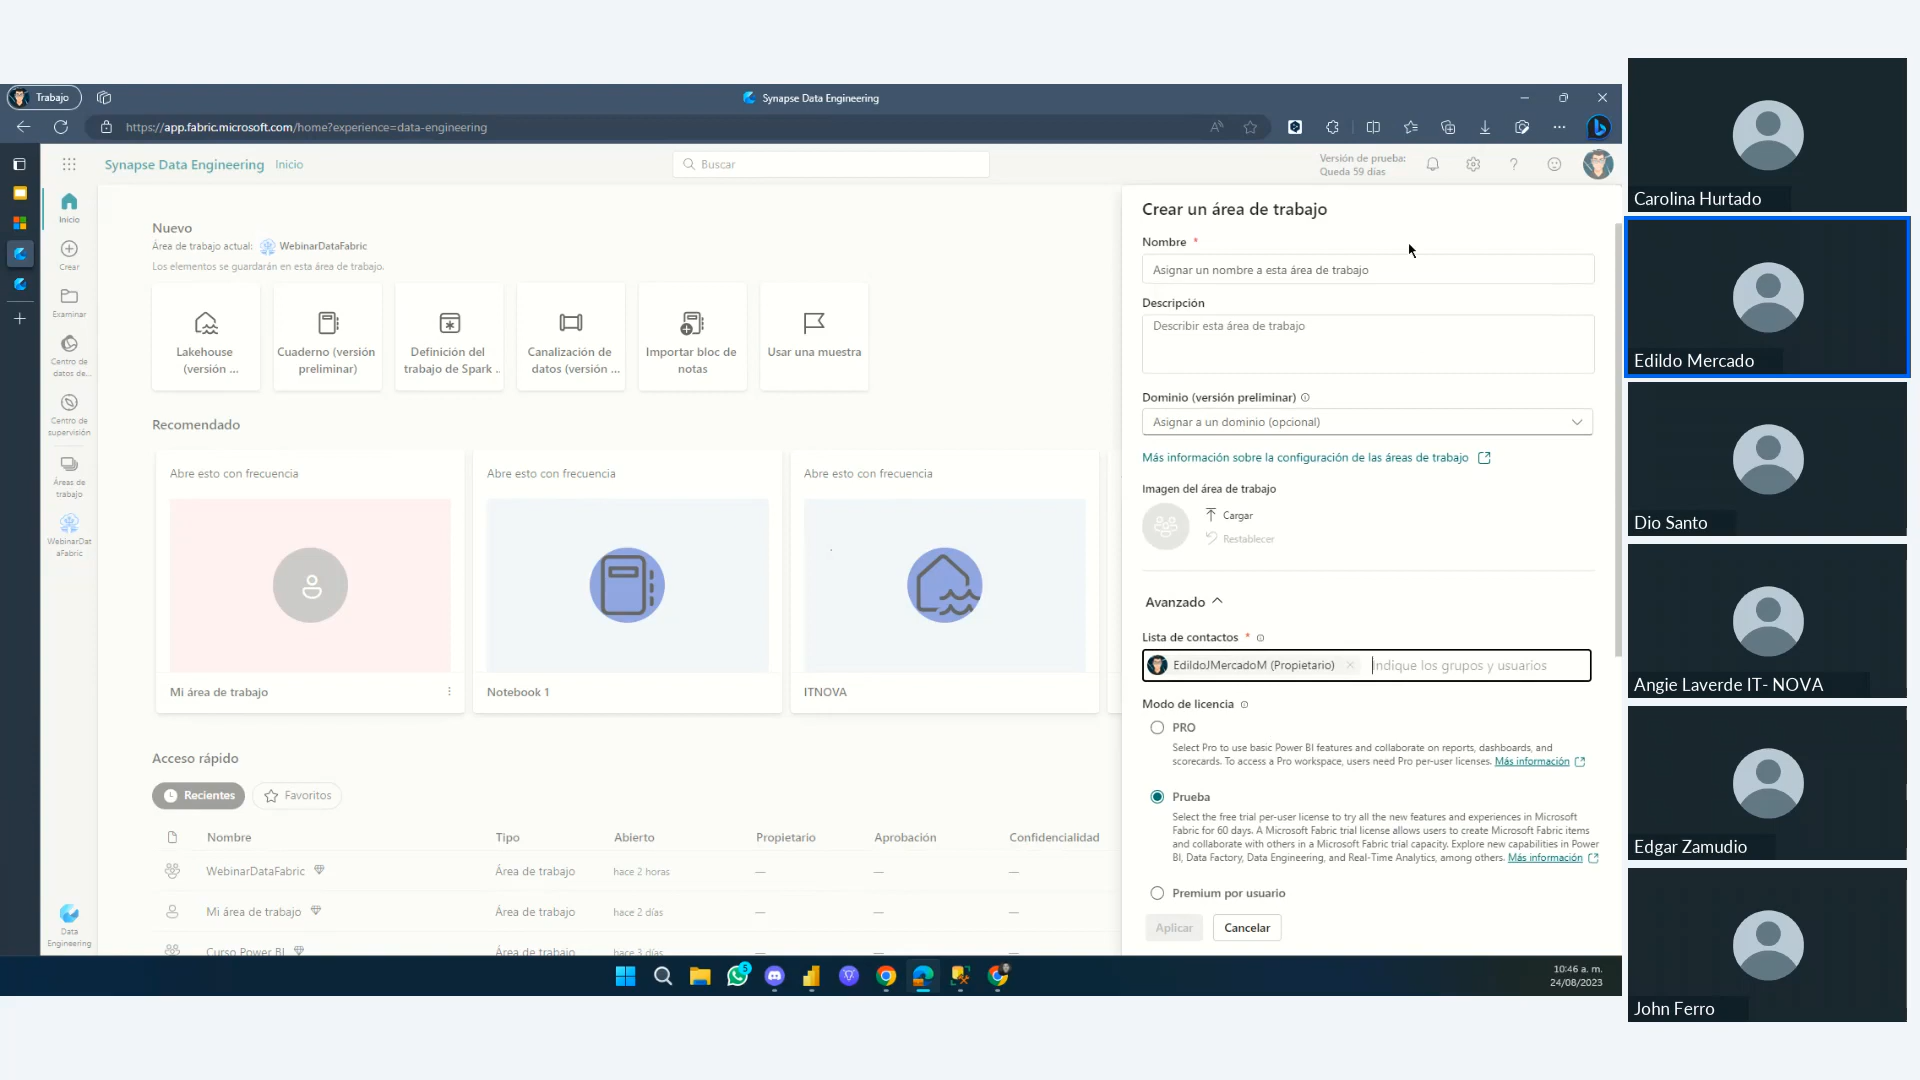 Trabajo
Synapse Data Engineering
https://app.fabric.microsoft.com/home?experience=data-engineering
Synapse Data Engineering Inicio
Buscar
Versión de prueba:
Queda 59 días
Inicio
Crear
Examinar
Centro de
datos de...
Centro de
supervisión
Áreas de
trabajo
WebinarDat
aFabric
Data
Engineering
Nuevo
Área de trabajo actual: WebinarDataFabric
Los elementos se guardarán en esta área de trabajo.
Lakehouse
(versión ...
Cuaderno (versión
preliminar)
Definición del
trabajo de Spark ..
Canalización de
datos (versión ...
Importar bloc de
notas
Usar una muestra
Recomendado
Abre esto con frecuencia
Mi área de trabajo
Abre esto con frecuencia
Notebook 1
Abre esto con frecuencia
ITNOVA
Acceso rápido
Recientes
Favoritos
Nombre Tipo Abierto Propietario Aprobación Confidencialidad
WebinarDataFabric Área de trabajo hace 2 horas — — —
Mi área de trabajo Área de trabajo hace 2 días — — —
Curso Power BI Área de trabajo hace 3 días — — —
Crear un área de trabajo
Nombre *
Asignar un nombre a esta área de trabajo
Descripción
Describir esta área de trabajo
Dominio (versión preliminar)
Asignar a un dominio (opcional)
Más información sobre la configuración de las áreas de trabajo
Imagen del área de trabajo
Cargar
Restablecer
Avanzado
Lista de contactos *
EdildoJMercadoM (Propietario) Indique los grupos y usuarios
Modo de licencia
PRO
Select Pro to use basic Power BI features and collaborate on reports, dashboards, and
scorecards. To access a Pro workspace, users need Pro per-user licenses. Más información
Prueba
Select the free trial per-user license to try all the new features and experiences in Microsoft
Fabric for 60 days. A Microsoft Fabric trial license allows users to create Microsoft Fabric items
and collaborate with others in a Microsoft Fabric trial capacity. Explore new capabilities in Power
BI, Data Factory, Data Engineering, and Real-Time Analytics, among others. Más información
Premium por usuario
Aplicar
Cancelar
5
10:46 a. m.
24/08/2023
Carolina Hurtado
Edildo Mercado
Dio Santo
Angie Laverde IT- NOVA
Edgar Zamudio
John Ferro